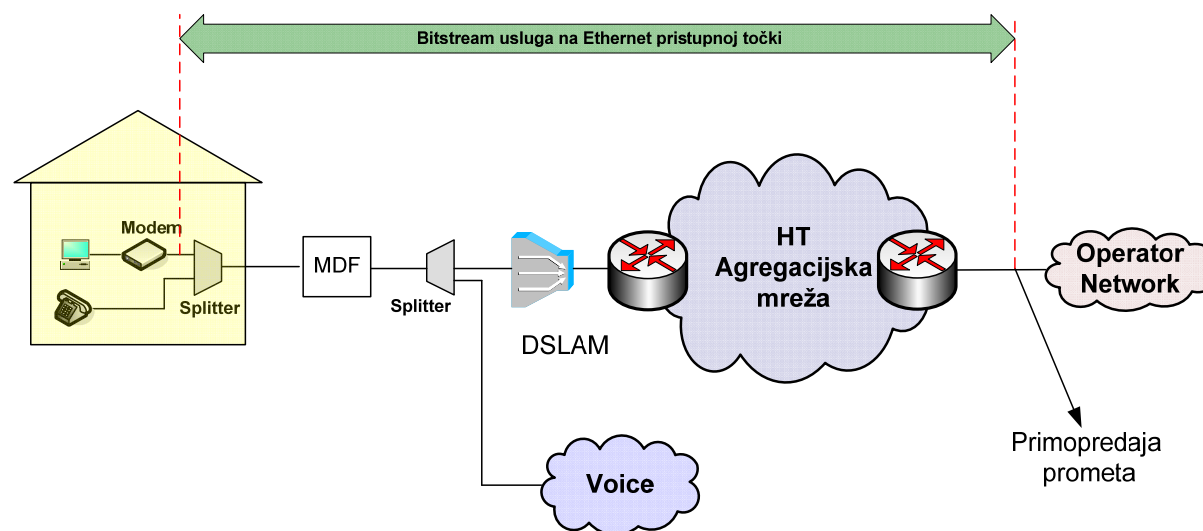 Bitstream usluga na Ethernet pristupnoj točki
Modem
Splitter
MDF
Splitter
DSLAM
HT
Agregacijska
mreža
Operator
Network
Voice
Primopredaja
prometa